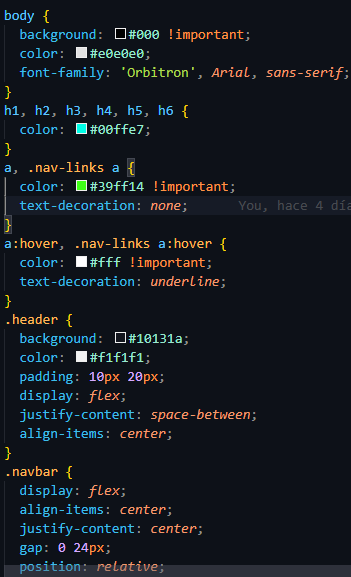 body {
background: #000 !important;
color: #e0e0e0;
font-family: 'Orbitron', Arial, sans-serif;
}
h1, h2, h3, h4, h5, h6 {
color: #00ffe7;
}
a, .nav-links a {
color: #39ff14 !important;
text-decoration: none; You, hace 4 día
}
a:hover, .nav-links a:hover {
color: #fff !important;
text-decoration: underline;
}
.header {
background: #10131a;
color: #f1f1f1;
padding: 10px 20px;
display: flex;
justify-content: space-between;
align-items: center;
}
.navbar {
display: flex;
align-items: center;
justify-content: center;
gap: 0 24px;
position: relative;